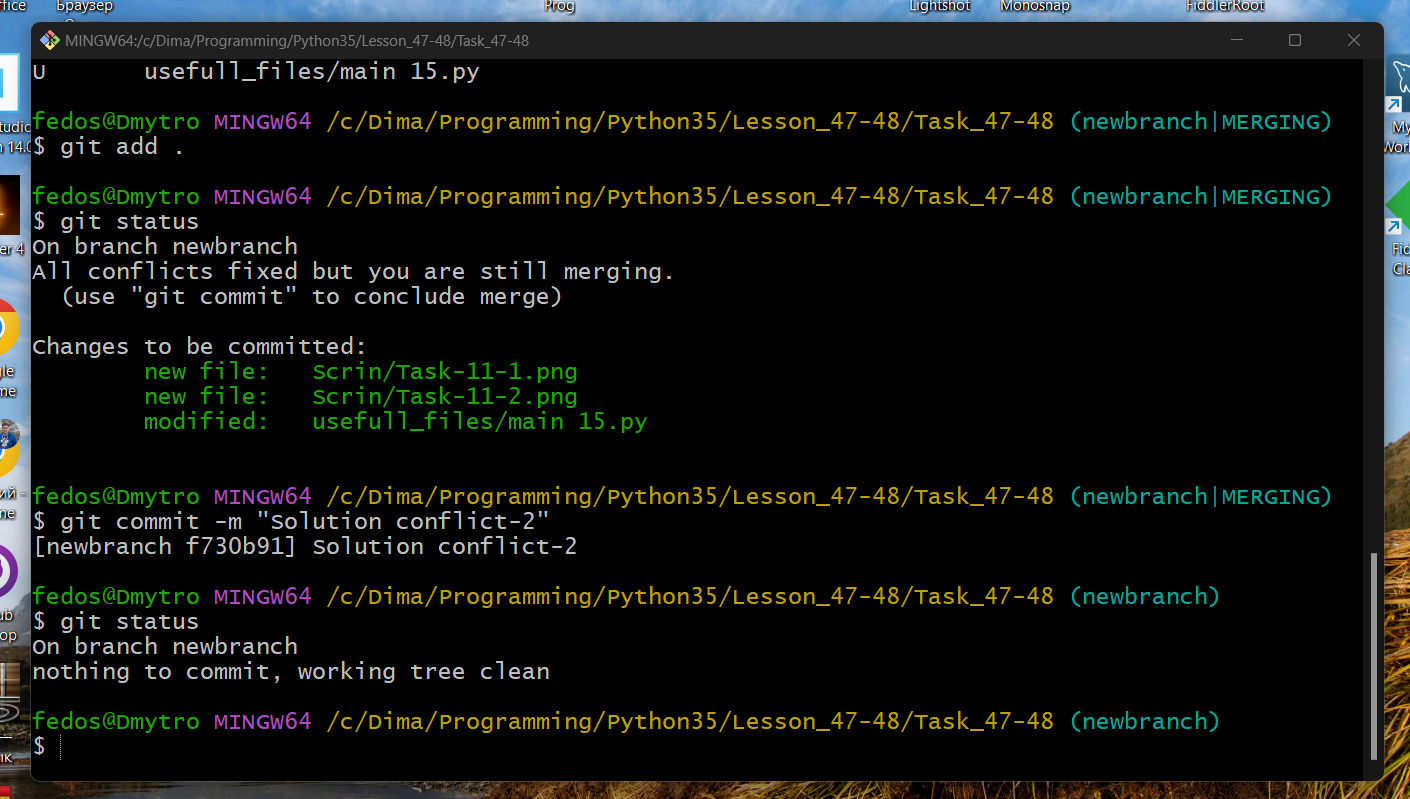 ffice
Браузер
Prog
Lightshot
Monosnap
FiddlerRoot
MINGW64:/c/Dima/Programming/Python35/Lesson_47-48/Task_47-48
U       usefull_files/main 15.py
fedos@Dmytro MINGW64 /c/Dima/Programming/Python35/Lesson_47-48/Task_47-48 (newbranch|MERGING)
$ git add .
fedos@Dmytro MINGW64 /c/Dima/Programming/Python35/Lesson_47-48/Task_47-48 (newbranch|MERGING)
$ git status
On branch newbranch
All conflicts fixed but you are still merging.
  (use "git commit" to conclude merge)
Changes to be committed:
        new file:   Scrin/Task-11-1.png
        new file:   Scrin/Task-11-2.png
        modified:   usefull_files/main 15.py
fedos@Dmytro MINGW64 /c/Dima/Programming/Python35/Lesson_47-48/Task_47-48 (newbranch|MERGING)
$ git commit -m "Solution conflict-2"
[newbranch f730b91] Solution conflict-2
fedos@Dmytro MINGW64 /c/Dima/Programming/Python35/Lesson_47-48/Task_47-48 (newbranch)
$ git status
On branch newbranch
nothing to commit, working tree clean
fedos@Dmytro MINGW64 /c/Dima/Programming/Python35/Lesson_47-48/Task_47-48 (newbranch)
$